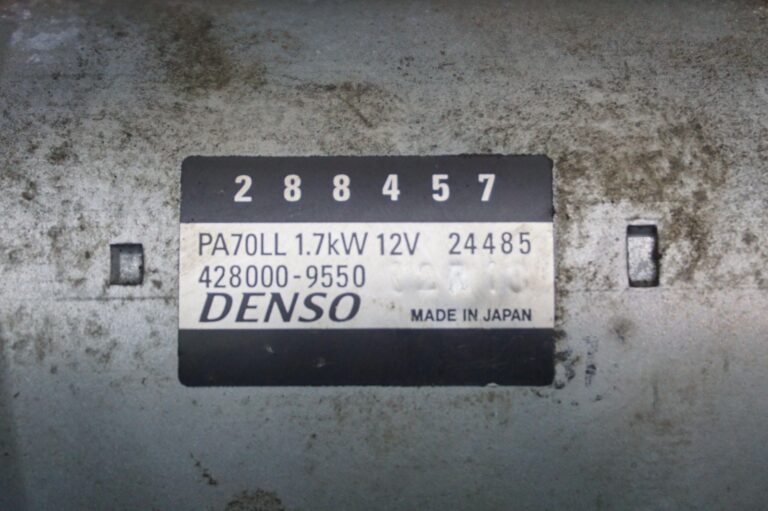 288457
PA70LL 1.7kW 12V 24485
428000-9550
DENSO MADE IN JAPAN